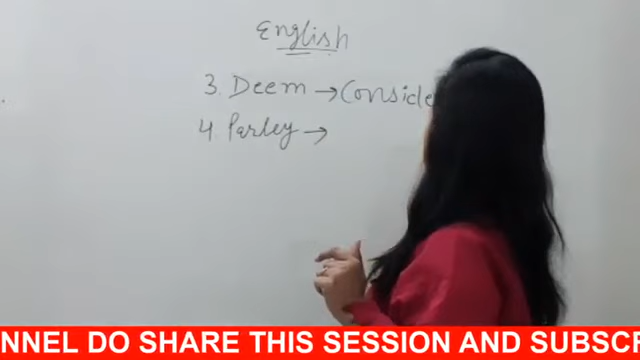 English
3. Deem → Conside
4 Parley →
NNEL DO SHARE THIS SESSION AND SUBSC